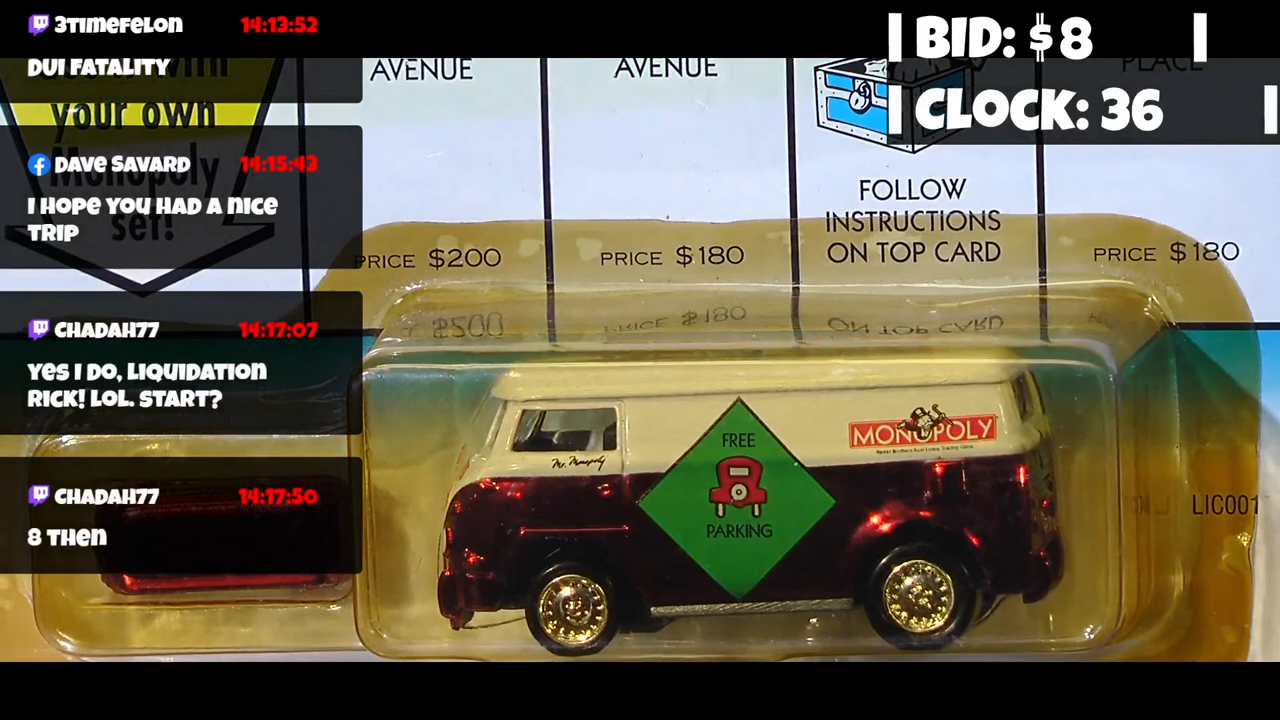 3TIMEFELON 14:13:52
DUI FATALITY
your own
Monopoly
set!
DAVE SAVARD 14:15:43
I HOPE YOU HAD A NICE
TRIP
CHADAH77 14:17:07
YES I DO, LIQUIDATION
RICK! LOL. START?
CHADAH77 14:17:50
8 THEN
BID: $8
CLOCK: 36
AVENUE
AVENUE
PLACE
FOLLOW
INSTRUCTIONS
ON TOP CARD
PRICE $200
PRICE $180
PRICE $180
Mr. Monopoly
FREE
PARKING
MONOPOLY
LIC001